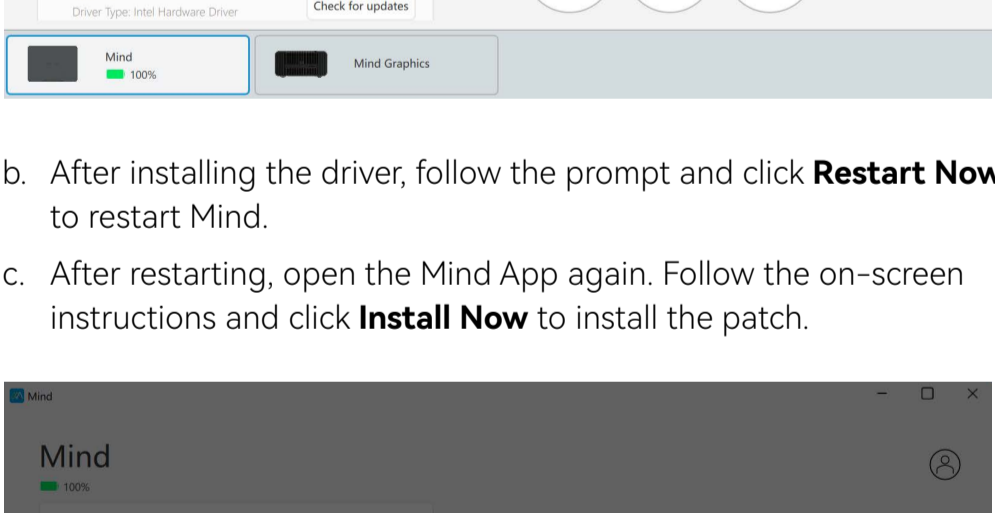 Driver Type: Intel Hardware Driver
Check for updates
Mind
100%
Mind Graphics
b. After installing the driver, follow the prompt and click Restart Now
to restart Mind.
c. After restarting, open the Mind App again. Follow the on-screen
instructions and click Install Now to install the patch.
Mind
Mind
100%